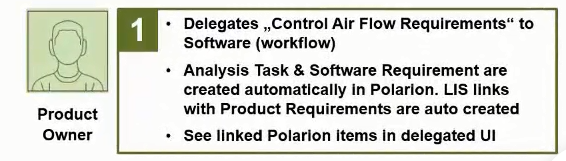 1
• Delegates „Control Air Flow Requirements“ to
Software (workflow)
• Analysis Task & Software Requirement are
created automatically in Polarion. LIS links
with Product Requirements are auto created
• See linked Polarion items in delegated UI
Product
Owner